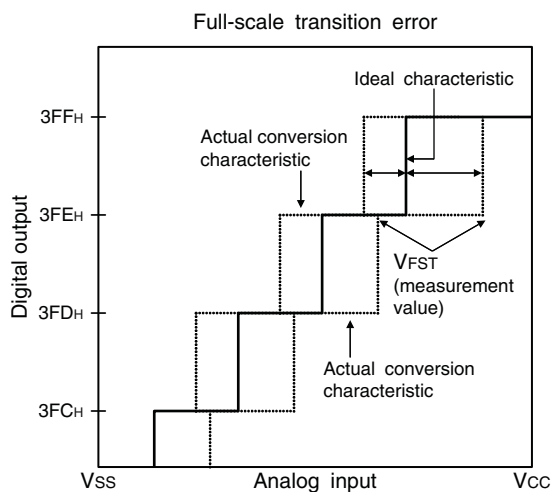 Full-scale transition error
Ideal characteristic
3FFH
Actual conversion
characteristic
3FEH
VFST
(measurement
value)
Digital output
3FDH
Actual conversion
characteristic
3FCH
VSS
Analog input
VCC